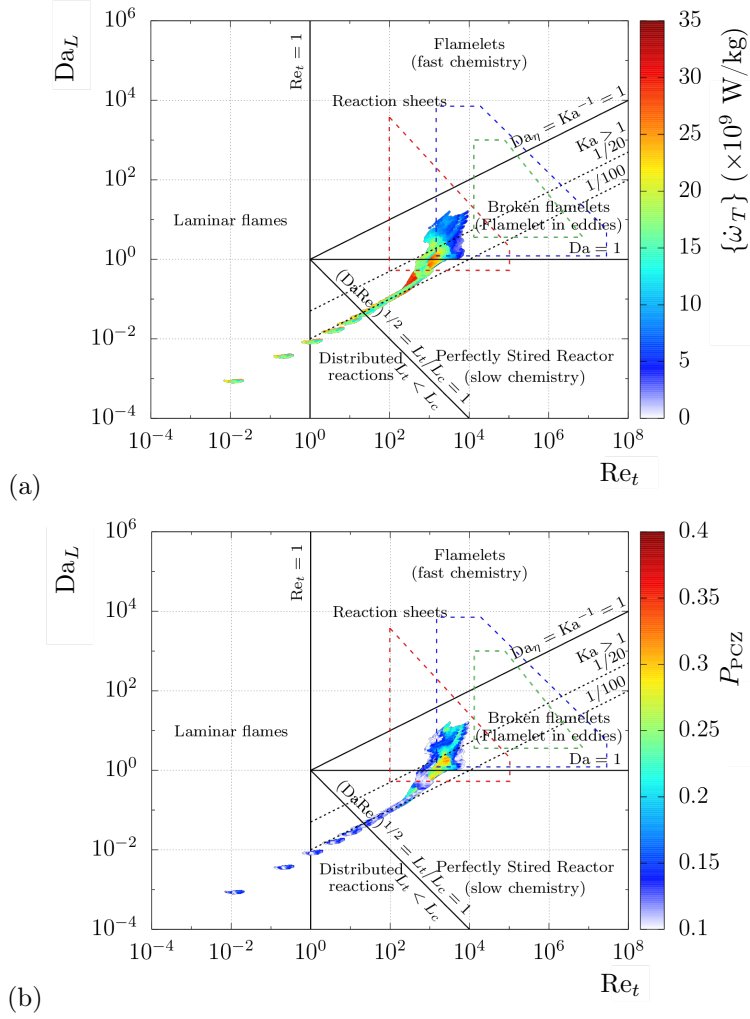 Da_L
10^6
10^4
10^2
10^0
10^−2
10^−4
Re_t = 1
Flamelets
(fast chemistry)
Reaction sheets
Da_η = Ka^−1 = 1
Ka > 1
1/20
1/100
Laminar flames
Broken flamelets
(Flamelet in eddies)
Da = 1
(DaRe_t)^1/2 = L_t/L_c = 1
L_t < L_c
Distributed
reactions
Perfectly Stired Reactor
(slow chemistry)
10^−4 10^−2 10^0 10^2 10^4 10^6 10^8
Re_t
35
30
25
20
15
10
5
0
{ω̇_T} (×10^9 W/kg)
(a)
Da_L
10^6
10^4
10^2
10^0
10^−2
10^−4
Re_t = 1
Flamelets
(fast chemistry)
Reaction sheets
Da_η = Ka^−1 = 1
Ka > 1
1/20
1/100
Laminar flames
Broken flamelets
(Flamelet in eddies)
Da = 1
(DaRe_t)^1/2 = L_t/L_c = 1
L_t < L_c
Distributed
reactions
Perfectly Stired Reactor
(slow chemistry)
10^−4 10^−2 10^0 10^2 10^4 10^6 10^8
Re_t
0.4
0.35
0.3
0.25
0.2
0.15
0.1
P_PCZ
(b)